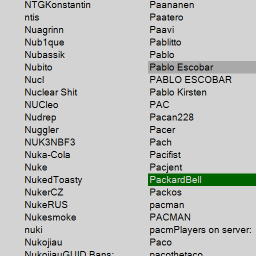 NTGKonstantin
ntis
Nuagrinn
Nub1que
Nubassik
Nubito
Nucl
Nuclear Shit
NUCleo
Nudrep
Nuggler
NUK3NBF3
Nuka-Cola
Nuke
NukedToasty
NukerCZ
NukeRUS
Nukesmoke
nuki
Nukojiau
NukojiauGUID Bans:
Paananen
Paatero
Paavi
Pablitto
Pablo
Pablo Escobar
PABLO ESCOBAR
Pablo Kirsten
PAC
Pacan228
Pacer
Pach
Pacifist
Pacjent
PackardBell
Packos
pacman
PACMAN
pacmPlayers on server:
Paco
pacothetaco